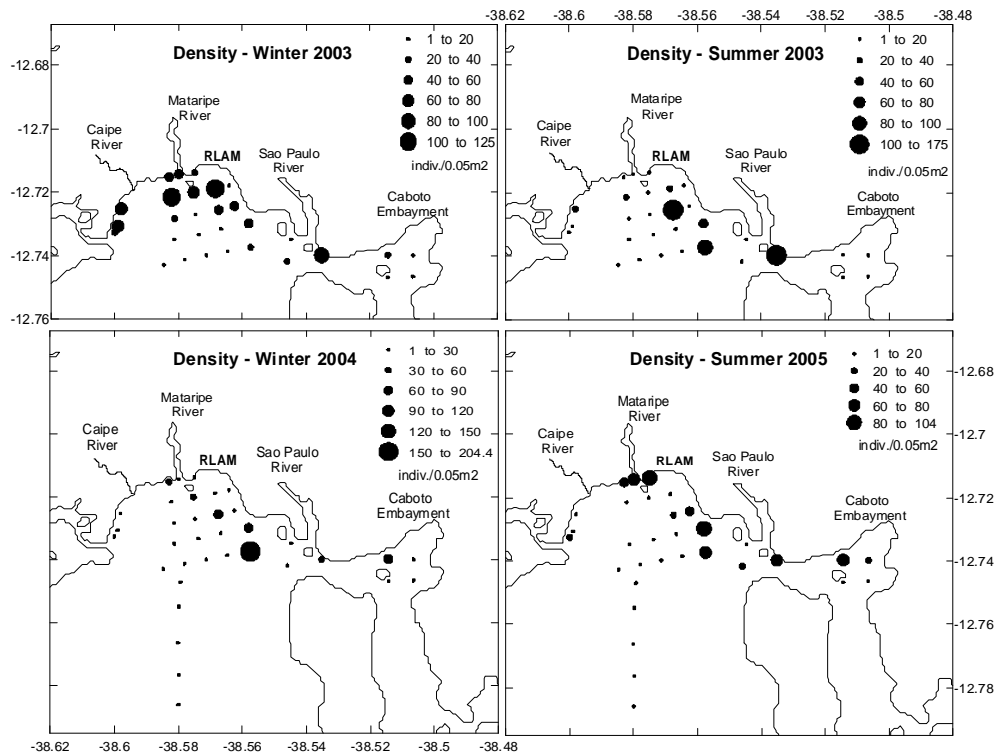 -38.62 -38.6 -38.58 -38.56 -38.54 -38.52 -38.5 -38.48
Density - Winter 2003
1 to 20
20 to 40
40 to 60
60 to 80
80 to 100
100 to 125
indiv./0.05m2
Mataripe
River
Caipe
River
RLAM
Sao Paulo
River
Caboto
Embayment
-12.68
-12.7
-12.72
-12.74
-12.76
Density - Summer 2003
1 to 20
20 to 40
40 to 60
60 to 80
80 to 100
100 to 175
indiv./0.05m2
Mataripe
River
Caipe
River
RLAM
Sao Paulo
River
Caboto
Embayment
Density - Winter 2004
1 to 30
30 to 60
60 to 90
90 to 120
120 to 150
150 to 204.4
indiv./0.05m2
Mataripe
River
Caipe
River
RLAM
Sao Paulo
River
Caboto
Embayment
Density - Summer 2005
1 to 20
20 to 40
40 to 60
60 to 80
80 to 104
indiv./0.05m2
Mataripe
River
Caipe
River
RLAM
Sao Paulo
River
Caboto
Embayment
-12.68
-12.7
-12.72
-12.74
-12.76
-12.78
-38.62 -38.6 -38.58 -38.56 -38.54 -38.52 -38.5 -38.48